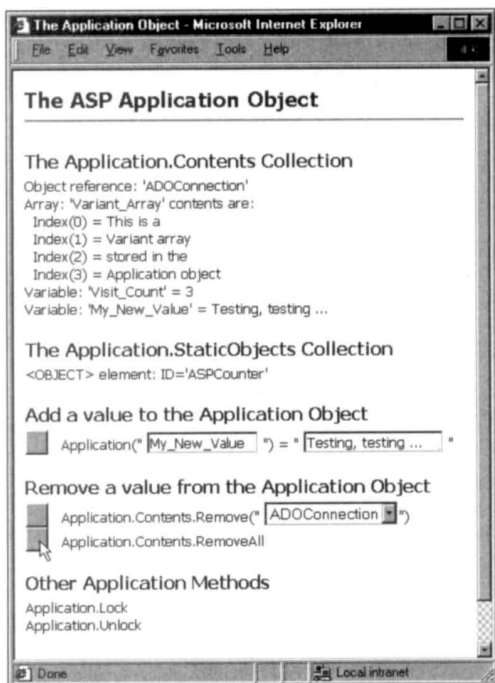 The Application Object - Microsoft Internet Explorer
File Edit View Favorites Tools Help
The ASP Application Object
The Application.Contents Collection
Object reference: 'ADOConnection'
Array: 'Variant_Array' contents are:
Index(0) = This is a
Index(1) = Variant array
Index(2) = stored in the
Index(3) = Application object
Variable: 'Visit_Count' = 3
Variable: 'My_New_Value' = Testing, testing ...
The Application.StaticObjects Collection
<OBJECT> element: ID='ASPCounter'
Add a value to the Application Object
Application(" My_New_Value ") = " Testing, testing ... "
Remove a value from the Application Object
Application.Contents.Remove(" ADOConnection ")
Application.Contents.RemoveAll
Other Application Methods
Application.Lock
Application.Unlock
Done Local intranet